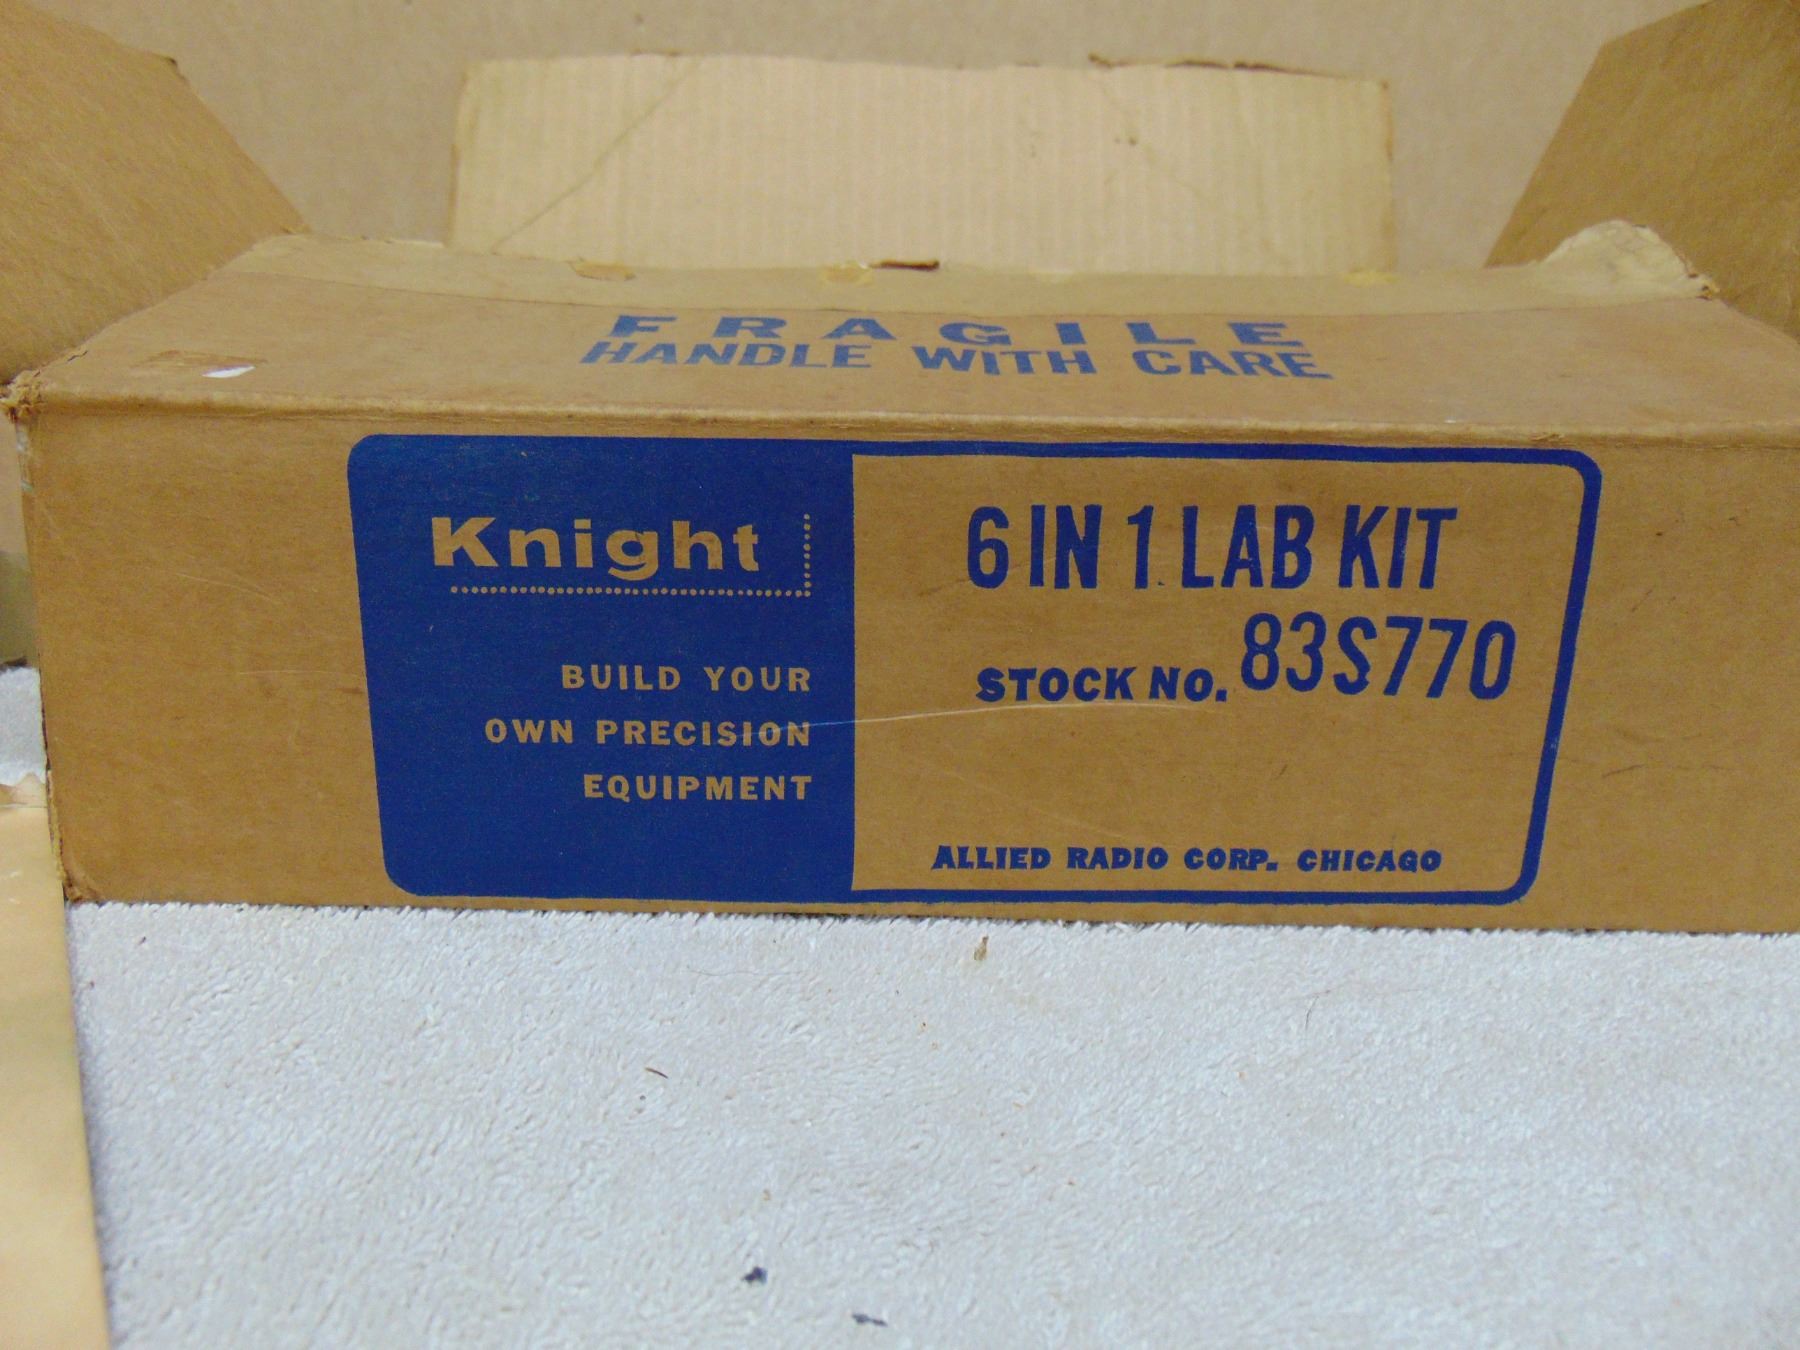 FRAGILE
HANDLE WITH CARE
Knight
BUILD YOUR
OWN PRECISION
EQUIPMENT
6 IN 1 LAB KIT
STOCK NO. 83S770
ALLIED RADIO CORP. CHICAGO